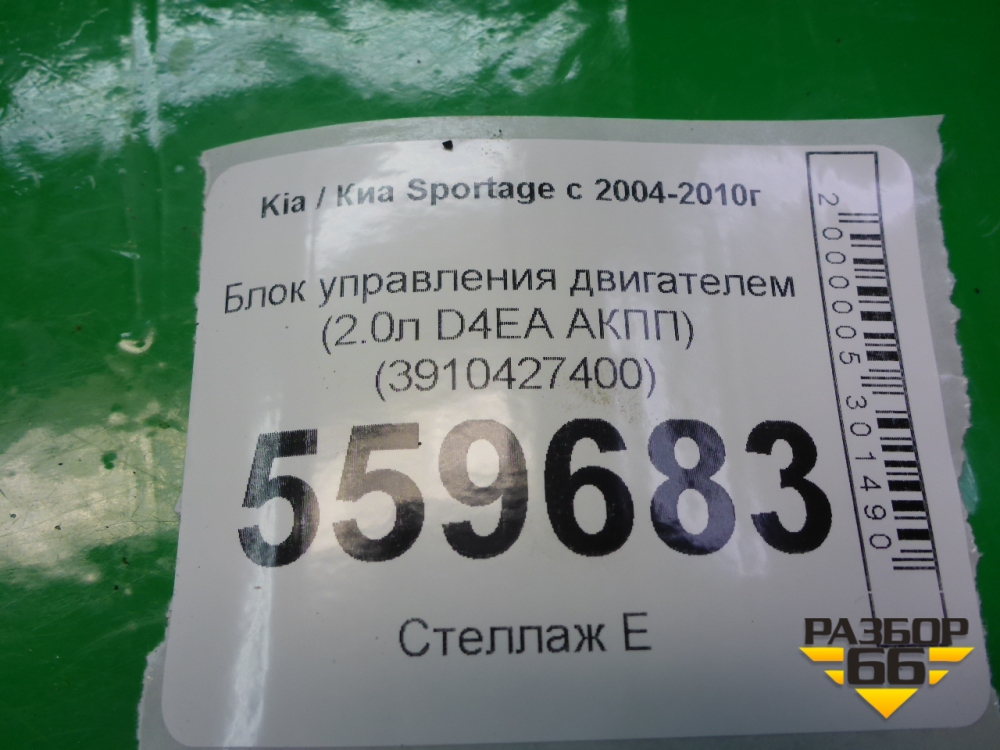 Kia / Киа Sportage с 2004-2010г
Блок управления двигателем
(2.0л D4EA АКПП)
(3910427400)
559683
Стеллаж Е
2000005301490
РАЗБОР
66